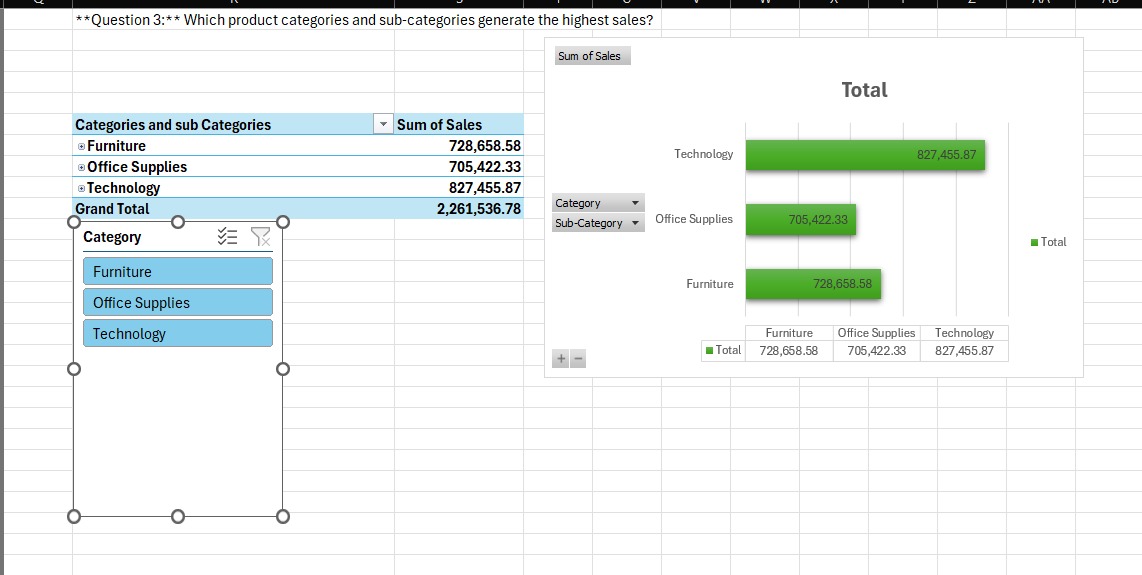 **Question 3:** Which product categories and sub-categories generate the highest sales?
Categories and sub Categories Sum of Sales
Furniture 728,658.58
Office Supplies 705,422.33
Technology 827,455.87
Grand Total 2,261,536.78
Category
Furniture
Office Supplies
Technology
Sum of Sales
Total
Technology 827,455.87
Category
Sub-Category
Office Supplies 705,422.33
Total
Furniture 728,658.58
Furniture Office Supplies Technology
Total 728,658.58 705,422.33 827,455.87